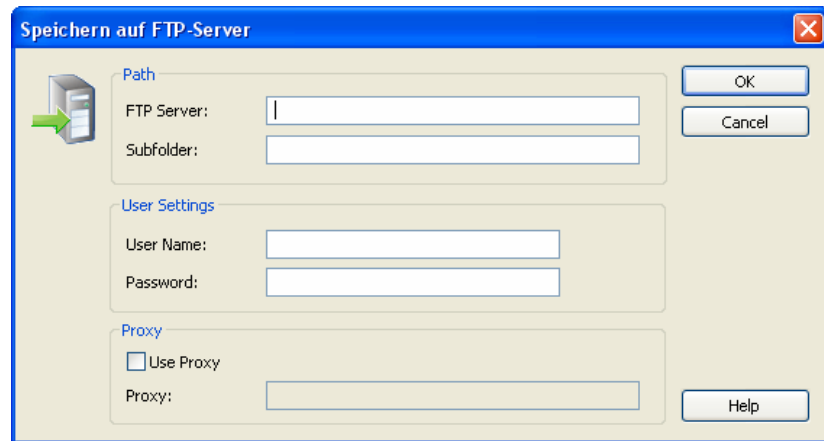 Speichern auf FTP-Server
Path
FTP Server:
Subfolder:
OK
Cancel
User Settings
User Name:
Password:
Proxy
Use Proxy
Proxy:
Help